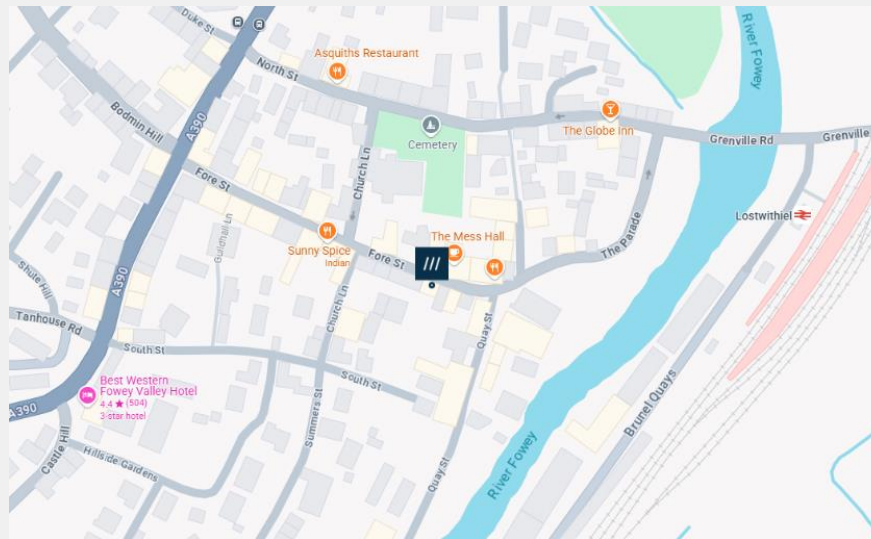 Duke St
North St
Asquiths Restaurant
A390
Bodmin Hill
Cemetery
The Globe Inn
River Fowey
Grenville Rd
Grenville
Church Ln
Fore St
Guildhall Ln
Sunny Spice
Indian
Fore St
The Mess Hall
///
The Parade
Lostwithiel
Shute Hill
A390
Tanhouse Rd
South St
Church Ln
Quay St
South St
Best Western
Fowey Valley Hotel
4.4 ★ (504)
3-star hotel
A390
Castle Hill
Hillside Gardens
Summers St
Quay St
River Fowey
Brunel Quays